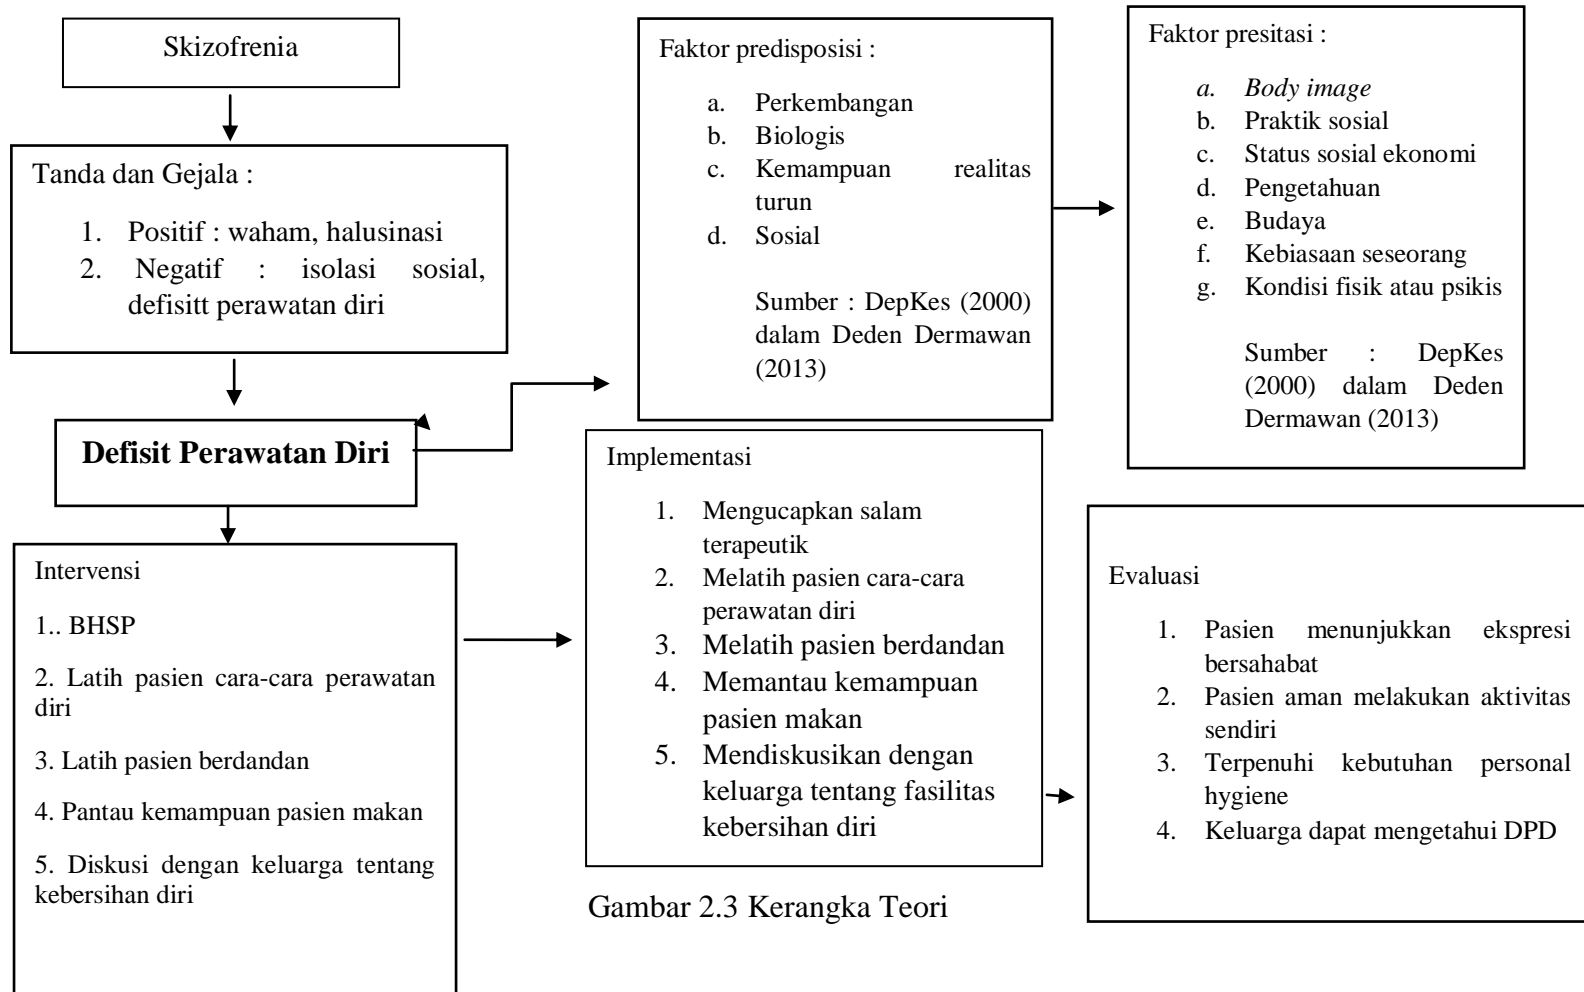 Skizofrenia
Tanda dan Gejala :
1. Positif : waham, halusinasi
2. Negatif : isolasi sosial,
defisitt perawatan diri
Defisit Perawatan Diri
Faktor predisposisi :
a. Perkembangan
b. Biologis
c. Kemampuan realitas
turun
d. Sosial
Sumber : DepKes (2000)
dalam Deden Dermawan
(2013)
Faktor presitasi :
a. Body image
b. Praktik sosial
c. Status sosial ekonomi
d. Pengetahuan
e. Budaya
f. Kebiasaan seseorang
g. Kondisi fisik atau psikis
Sumber : DepKes
(2000) dalam Deden
Dermawan (2013)
Intervensi
1.. BHSP
2. Latih pasien cara-cara perawatan
diri
3. Latih pasien berdandan
4. Pantau kemampuan pasien makan
5. Diskusi dengan keluarga tentang
kebersihan diri
Implementasi
1. Mengucapkan salam
terapeutik
2. Melatih pasien cara-cara
perawatan diri
3. Melatih pasien berdandan
4. Memantau kemampuan
pasien makan
5. Mendiskusikan dengan
keluarga tentang fasilitas
kebersihan diri
Evaluasi
1. Pasien menunjukkan ekspresi
bersahabat
2. Pasien aman melakukan aktivitas
sendiri
3. Terpenuhi kebutuhan personal
hygiene
4. Keluarga dapat mengetahui DPD
Gambar 2.3 Kerangka Teori